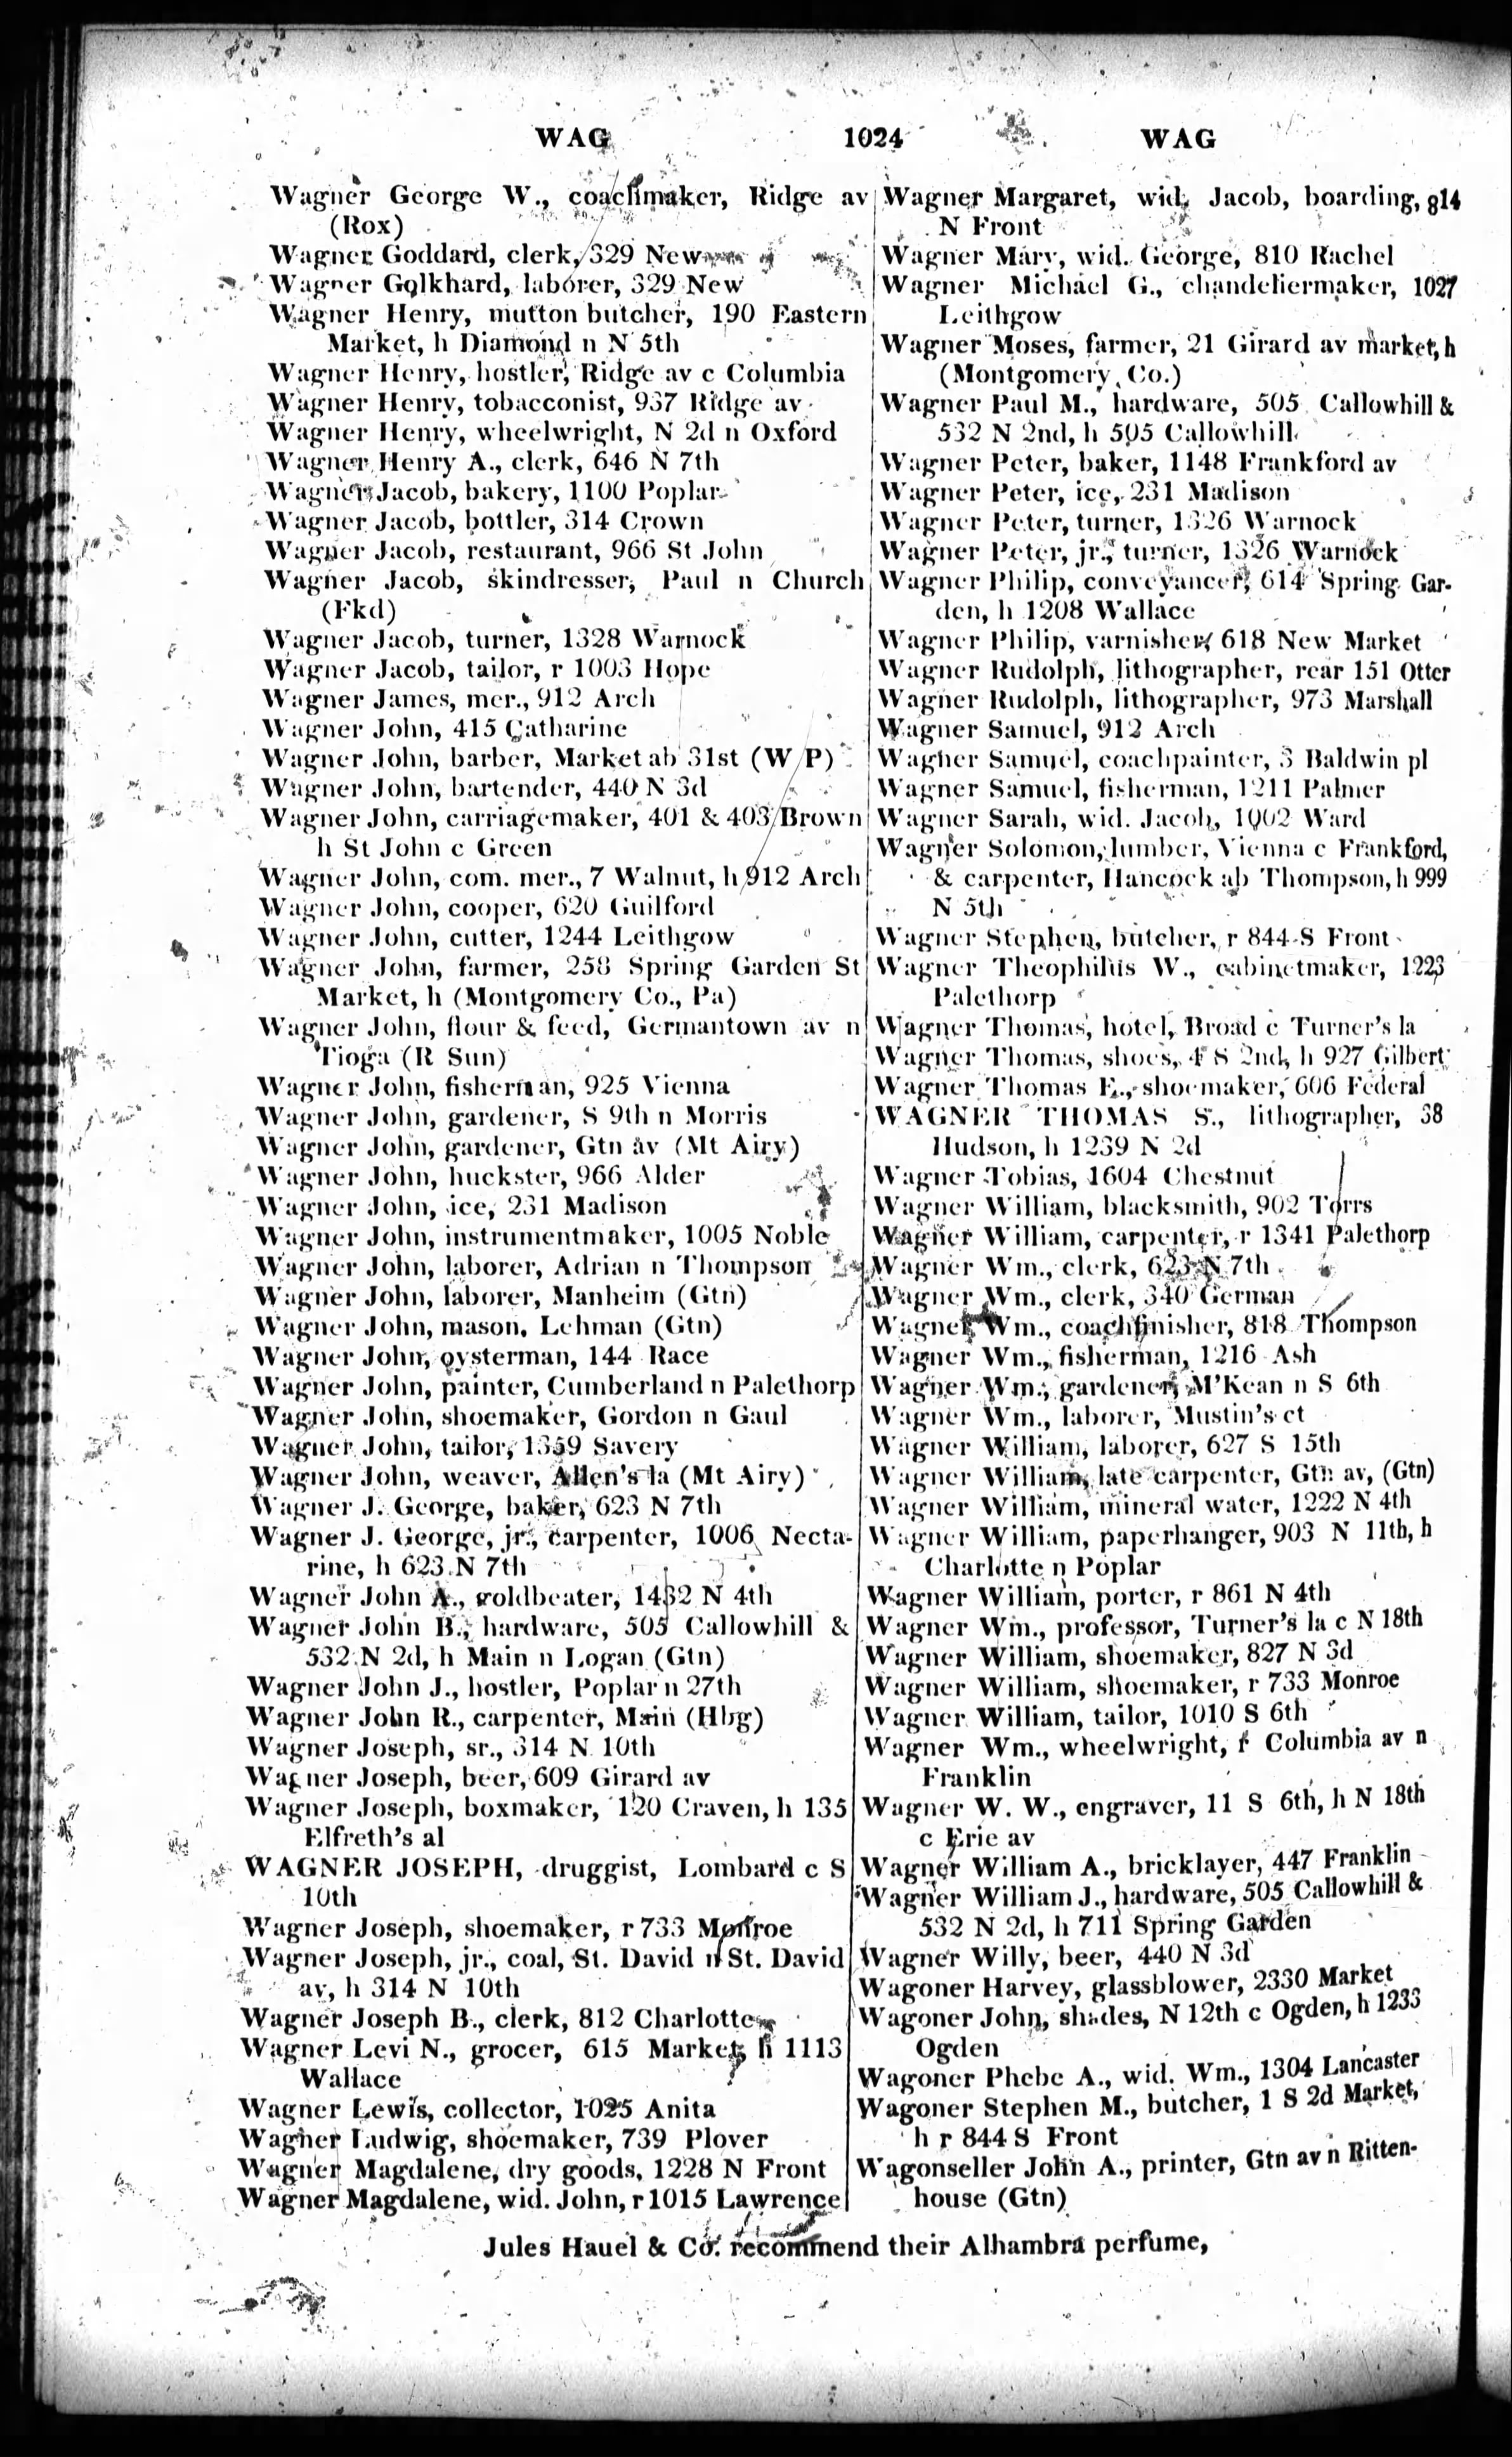 WAG 1024 WAG
Wagner George W., coachmaker, Ridge av
(Rox)
Wagner Goddard, clerk, 329 New
Wagner Golkhard, laborer, 329 New
Wagner Henry, mutton butcher, 190 Eastern
Market, h Diamond n N 5th
Wagner Henry, hostler, Ridge av c Columbia
Wagner Henry, tobacconist, 937 Ridge av
Wagner Henry, wheelwright, N 2d n Oxford
Wagner Henry A., clerk, 646 N 7th
Wagner Jacob, bakery, 1100 Poplar
Wagner Jacob, bottler, 314 Crown
Wagner Jacob, restaurant, 966 St John
Wagner Jacob, skindresser, Paul n Church
(Fkd)
Wagner Jacob, turner, 1328 Warnock
Wagner Jacob, tailor, r 1003 Hope
Wagner James, mer., 912 Arch
Wagner John, 415 Catharine
Wagner John, barber, Market ab 31st (W P)
Wagner John, bartender, 440 N 3d
Wagner John, carriagemaker, 401 & 403 Brown
h St John c Green
Wagner John, com. mer., 7 Walnut, h 912 Arch
Wagner John, cooper, 620 Guilford
Wagner John, cutter, 1244 Leithgow
Wagner John, farmer, 258 Spring Garden St
Market, h (Montgomery Co., Pa)
Wagner John, flour & feed, Germantown av n
Tioga (R Sun)
Wagner John, fisherman, 925 Vienna
Wagner John, gardener, S 9th n Morris
Wagner John, gardener, Gtn av (Mt Airy)
Wagner John, huckster, 966 Alder
Wagner John, ice, 231 Madison
Wagner John, instrumentmaker, 1005 Noble
Wagner John, laborer, Adrian n Thompson
Wagner John, laborer, Manheim (Gtn)
Wagner John, mason, Lehman (Gtn)
Wagner John, oysterman, 144 Race
Wagner John, painter, Cumberland n Palethorp
Wagner John, shoemaker, Gordon n Gaul
Wagner John, tailor, 1359 Savery
Wagner John, weaver, Allen's la (Mt Airy)
Wagner J. George, baker, 623 N 7th
Wagner J. George, jr., carpenter, 1006 Necta-
rine, h 623 N 7th
Wagner John A., goldbeater, 1432 N 4th
Wagner John B., hardware, 505 Callowhill &
532 N 2d, h Main n Logan (Gtn)
Wagner John J., hostler, Poplar n 27th
Wagner John R., carpenter, Main (Hbg)
Wagner Joseph, sr., 314 N 10th
Wagner Joseph, beer, 609 Girard av
Wagner Joseph, boxmaker, 120 Craven, h 135
Elfreth's al
WAGNER JOSEPH, druggist, Lombard c S
10th
Wagner Joseph, shoemaker, r 733 Monroe
Wagner Joseph, jr., coal, St. David n St. David
av, h 314 N 10th
Wagner Joseph B., clerk, 812 Charlotte
Wagner Levi N., grocer, 615 Market, h 1113
Wallace
Wagner Lewis, collector, 1025 Anita
Wagner Ludwig, shoemaker, 739 Plover
Wagner Magdalene, dry goods, 1228 N Front
Wagner Magdalene, wid. John, r 1015 Lawrence
Wagner Margaret, wid. Jacob, boarding, 814
N Front
Wagner Mary, wid. George, 810 Rachel
Wagner Michael G., chandeliermaker, 1027
Leithgow
Wagner Moses, farmer, 21 Girard av market, h
(Montgomery Co.)
Wagner Paul M., hardware, 505 Callowhill &
532 N 2nd, h 505 Callowhill
Wagner Peter, baker, 1148 Frankford av
Wagner Peter, ice, 231 Madison
Wagner Peter, turner, 1326 Warnock
Wagner Peter, jr., turner, 1326 Warnock
Wagner Philip, conveyancer, 614 Spring Gar-
den, h 1208 Wallace
Wagner Philip, varnisher, 618 New Market
Wagner Rudolph, lithographer, rear 151 Otter
Wagner Rudolph, lithographer, 973 Marshall
Wagner Samuel, 912 Arch
Wagner Samuel, coachpainter, 3 Baldwin pl
Wagner Samuel, fisherman, 1211 Palmer
Wagner Sarah, wid. Jacob, 1002 Ward
Wagner Solomon, lumber, Vienna c Frankford,
& carpenter, Hancock ab Thompson, h 999
N 5th
Wagner Stephen, butcher, r 844 S Front
Wagner Theophilus W., cabinetmaker, 1223
Palethorp
Wagner Thomas, hotel, Broad c Turner's la
Wagner Thomas, shoes, 4 S 2nd, h 927 Gilbert
Wagner Thomas E., shoemaker, 606 Federal
WAGNER THOMAS S., lithographer, 38
Hudson, h 1239 N 2d
Wagner Tobias, 1604 Chestnut
Wagner William, blacksmith, 902 Torrs
Wagner William, carpenter, r 1341 Palethorp
Wagner Wm., clerk, 623 N 7th
Wagner Wm., clerk, 340 German
Wagner Wm., coachfinisher, 818 Thompson
Wagner Wm., fisherman, 1216 Ash
Wagner Wm., gardener, M'Kean n S 6th
Wagner Wm., laborer, Mustin's ct
Wagner William, laborer, 627 S 15th
Wagner William, late carpenter, Gtn av, (Gtn)
Wagner William, mineral water, 1222 N 4th
Wagner William, paperhanger, 903 N 11th, h
Charlotte n Poplar
Wagner William, porter, r 861 N 4th
Wagner Wm., professor, Turner's la c N 18th
Wagner William, shoemaker, 827 N 3d
Wagner William, shoemaker, r 733 Monroe
Wagner William, tailor, 1010 S 6th
Wagner Wm., wheelwright, r Columbia av n
Franklin
Wagner W. W., engraver, 11 S 6th, h N 18th
c Erie av
Wagner William A., bricklayer, 447 Franklin
Wagner William J., hardware, 505 Callowhill &
532 N 2d, h 711 Spring Garden
Wagner Willy, beer, 440 N 3d
Wagoner Harvey, glassblower, 2330 Market
Wagoner John, shades, N 12th c Ogden, h 1233
Ogden
Wagoner Phebe A., wid. Wm., 1304 Lancaster
Wagoner Stephen M., butcher, 1 S 2d Market,
h r 844 S Front
Wagonseller John A., printer, Gtn av n Ritten-
house (Gtn)
Jules Hauel & Co. recommend their Alhambra perfume,